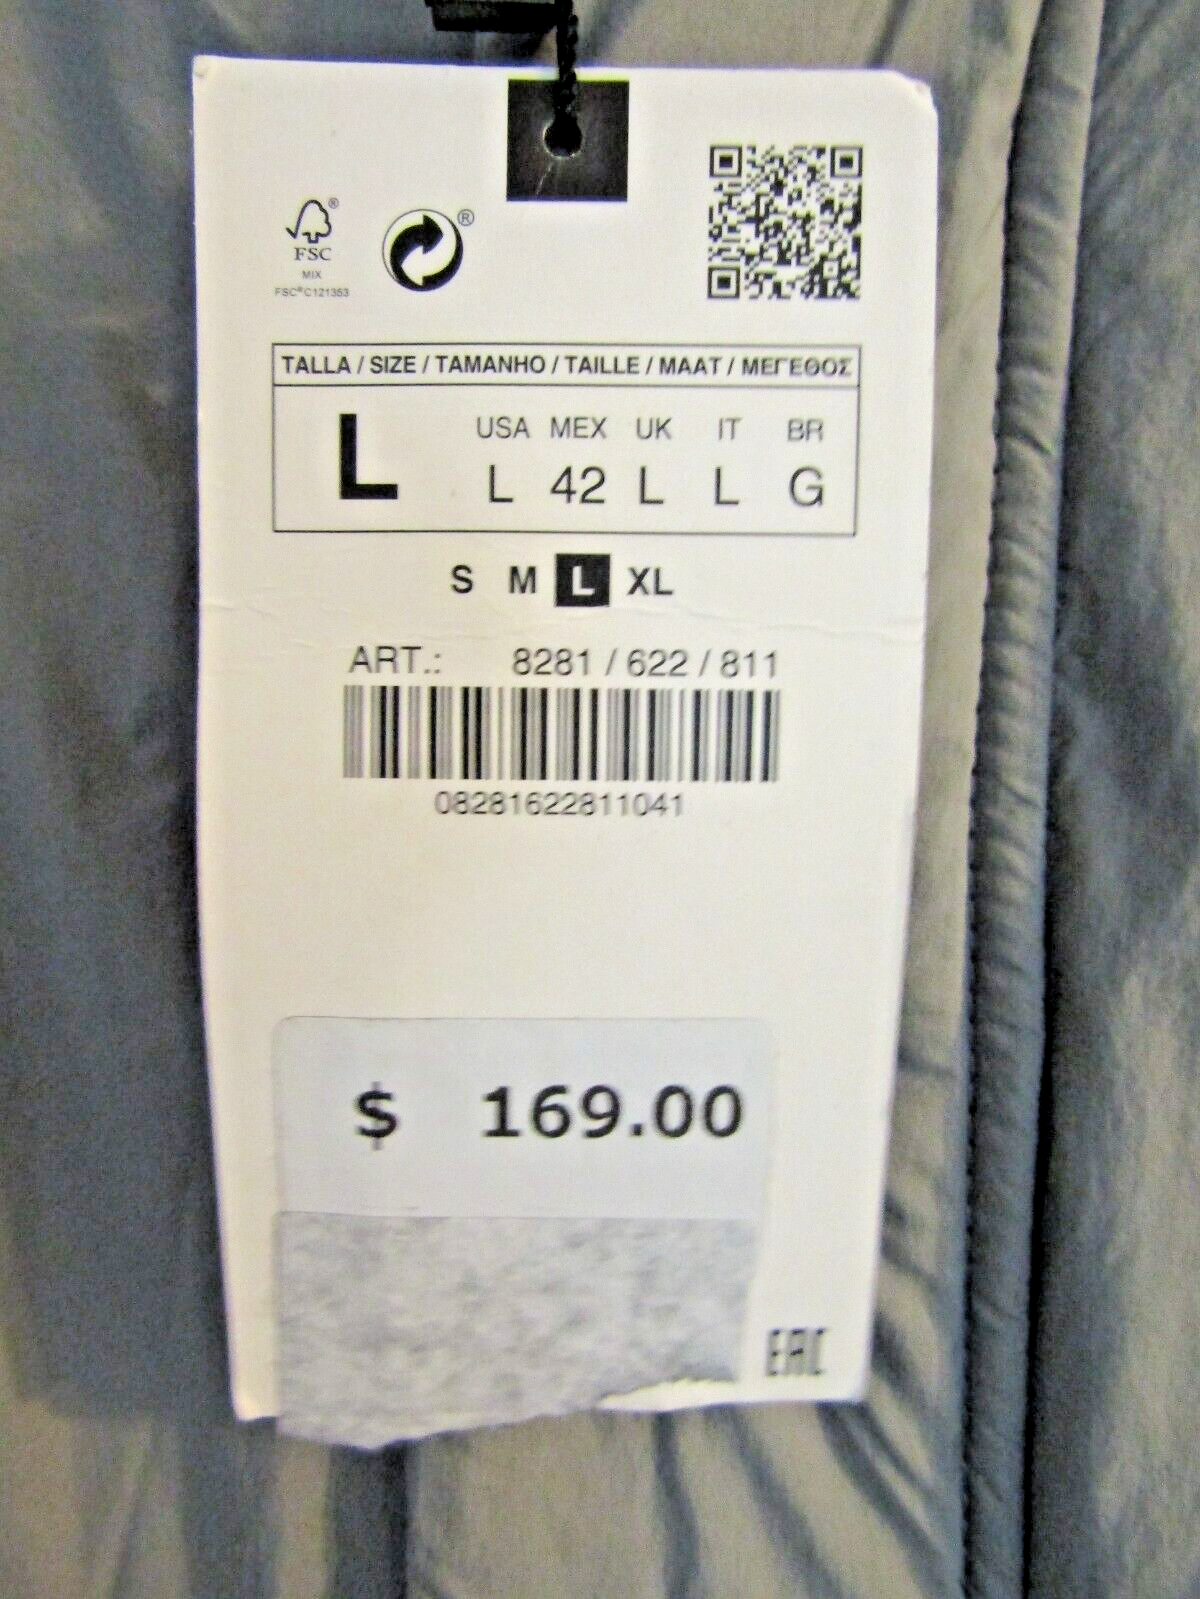 ®
®
FSC
MIX
FSC®C121353
TALLA / SIZE / TAMANHO / TAILLE / MAAT / ΜΕΓΕΘΟΣ
L
USA MEX UK IT BR
L 42 L L G
S M L XL
ART.: 8281 / 622 / 811
08281622811041
$ 169.00
EAC